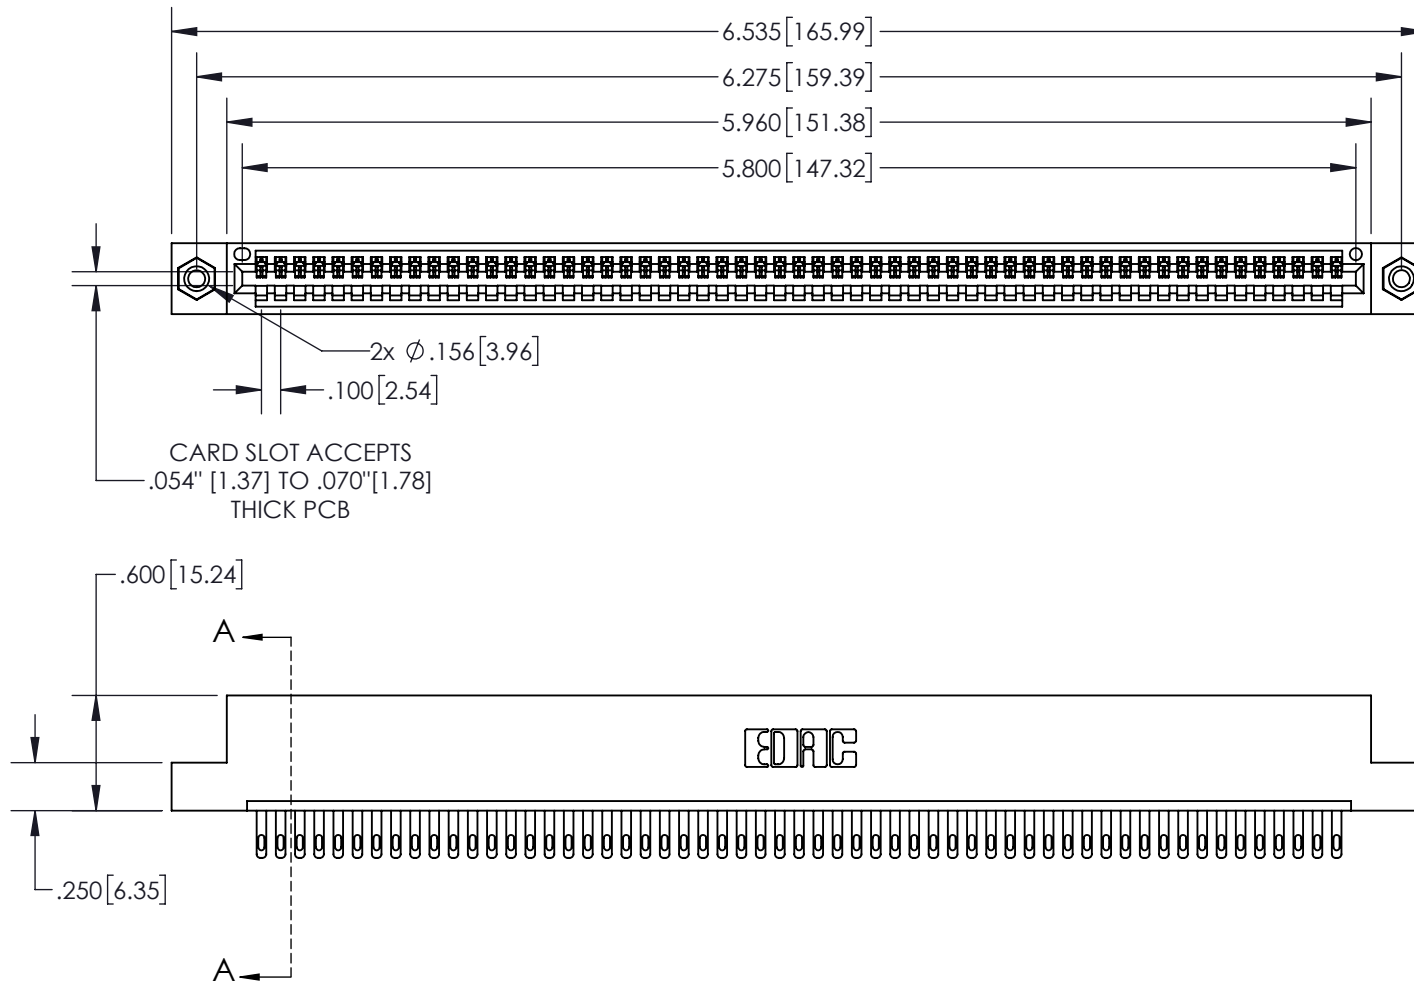 6.535[165.99]
6.275[159.39]
5.960[151.38]
5.800[147.32]
2x ∅.156[3.96]
.100[2.54]
CARD SLOT ACCEPTS
.054" [1.37] TO .070"[1.78]
THICK PCB
.600[15.24]
A
EDAC
.250[6.35]
A